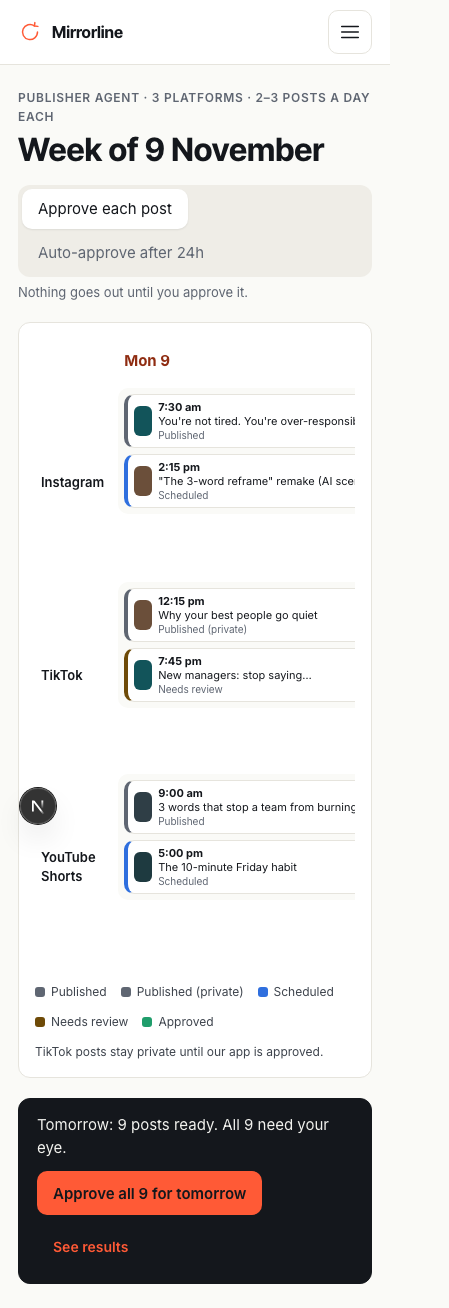 Mirrorline
PUBLISHER AGENT · 3 PLATFORMS · 2–3 POSTS A DAY
EACH
Week of 9 November
Approve each post
Auto-approve after 24h
Nothing goes out until you approve it.
Mon 9
Instagram
7:30 am
You're not tired. You're
Published
2:15 pm
"The 3-word reframe" remake (AI
Scheduled
TikTok
12:15 pm
Why your best people go quiet
Published (private)
7:45 pm
New managers: stop saying...
Needs review
N
YouTube
Shorts
9:00 am
3 words that stop a team from burning
Published
5:00 pm
The 10-minute Friday habit
Scheduled
Published
Published (private)
Scheduled
Needs review
Approved
TikTok posts stay private until our app is approved.
Tomorrow: 9 posts ready. All 9 need your
eye.
Approve all 9 for tomorrow
See results